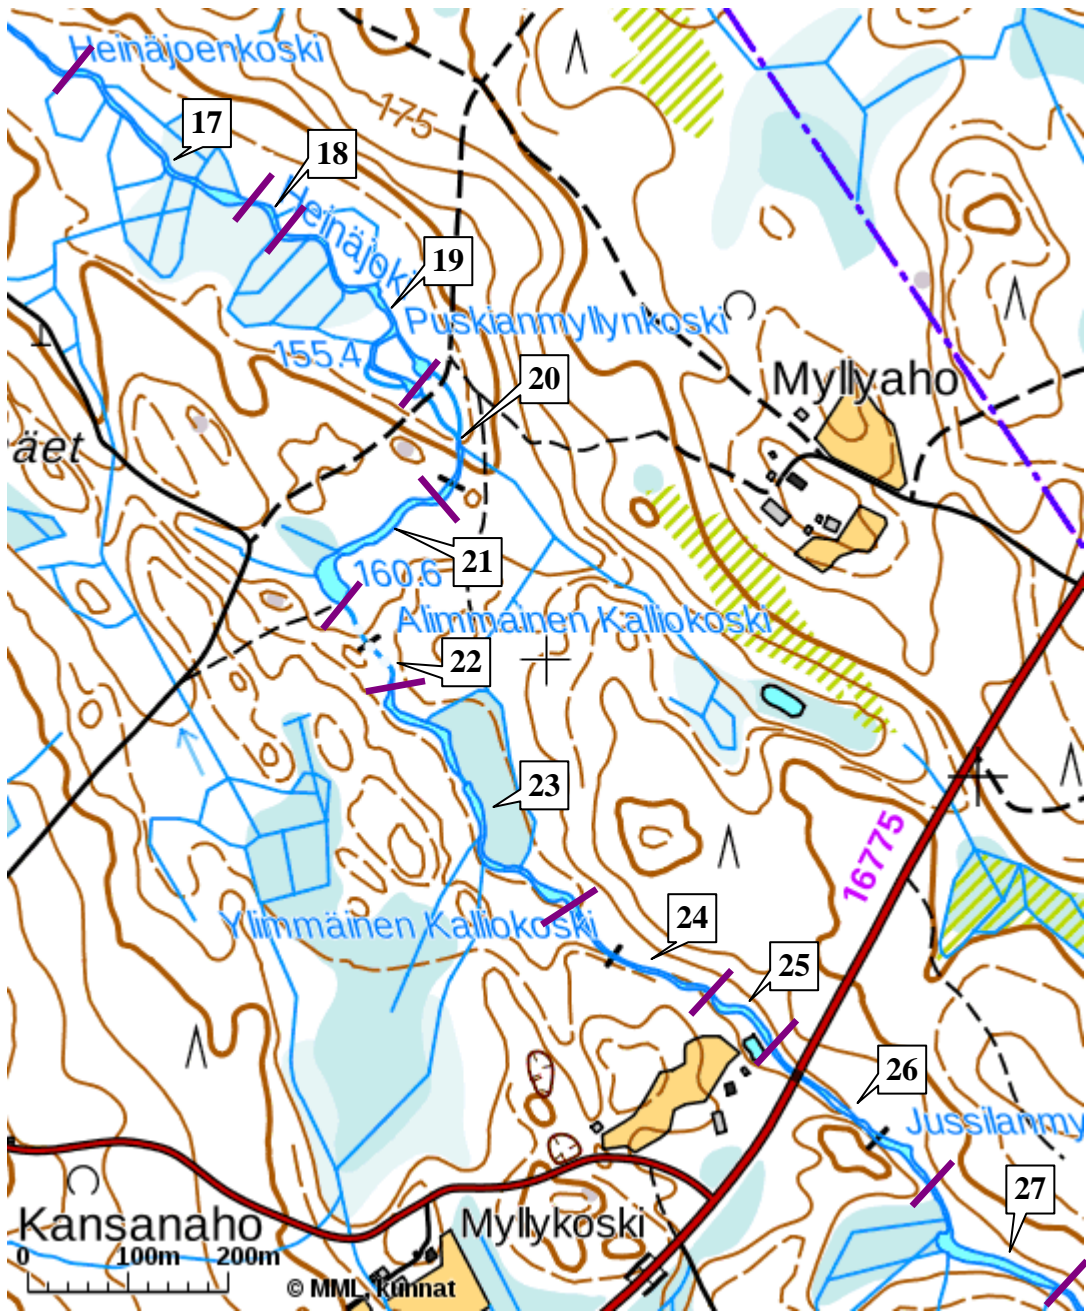 Heinäjoenkoski
17
175
18
Heinäjoki
19
Puskianmyllynkoski
155.4
20
Myllyaho
äet
21
160.6
Alimmäinen Kalliokoski
22
23
16775
Ylimmäinen Kalliokoski
24
25
26
Jussilanmy
27
Kansanaho
Myllykoski
0 100m 200m
© MML, kunnat